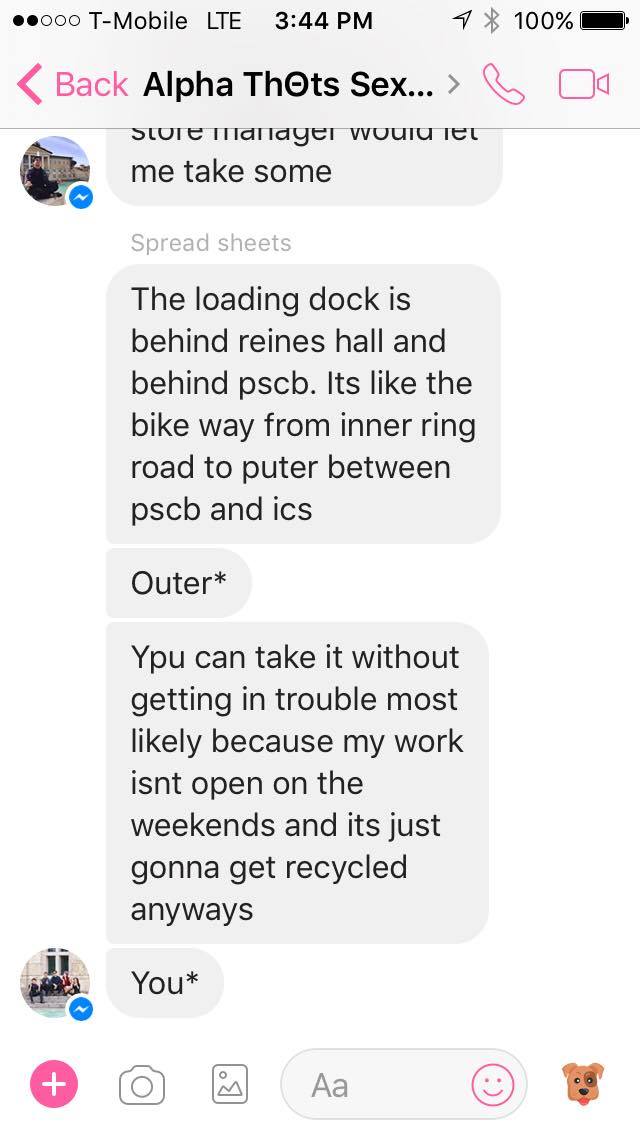 T-Mobile LTE 3:44 PM 100%
Back Alpha ThΘts Sex... >
store manager would let
me take some
Spread sheets
The loading dock is
behind reines hall and
behind pscb. Its like the
bike way from inner ring
road to puter between
pscb and ics
Outer*
Ypu can take it without
getting in trouble most
likely because my work
isnt open on the
weekends and its just
gonna get recycled
anyways
You*
Aa